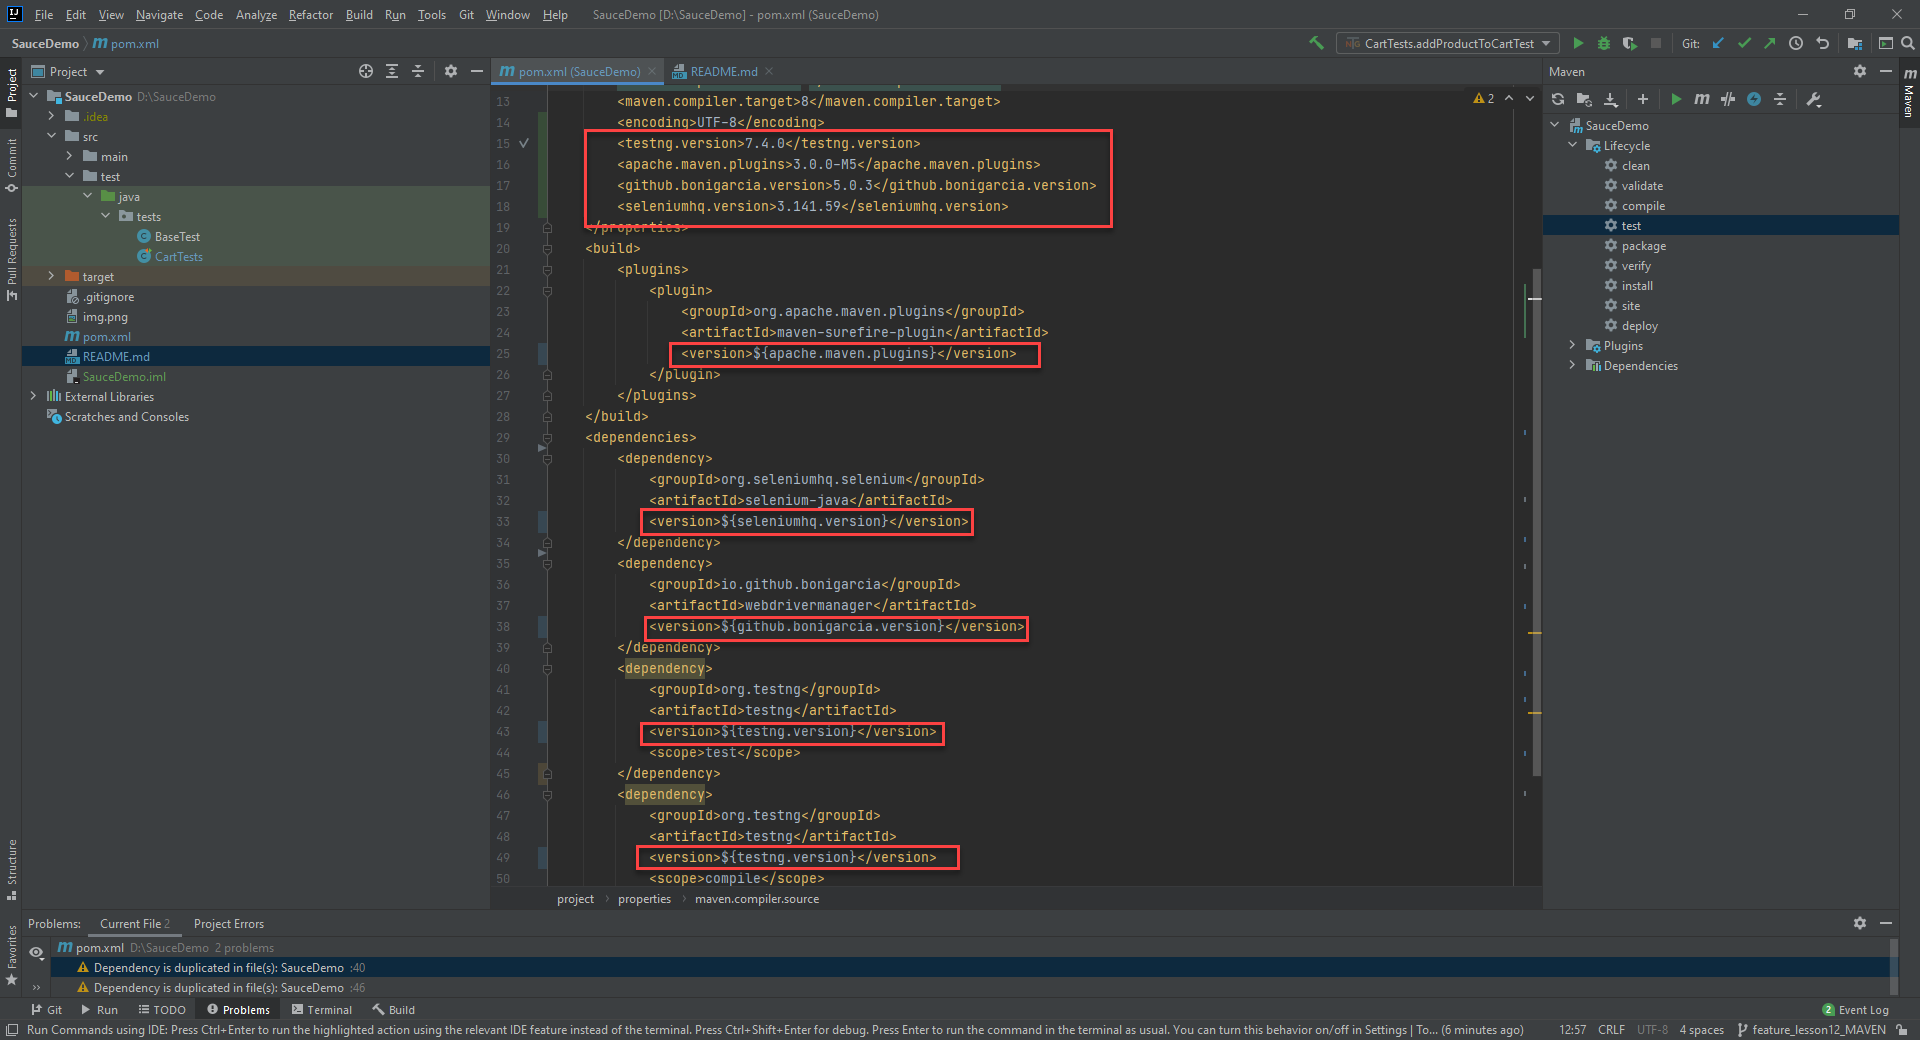 File Edit View Navigate Code Analyze Refactor Build Run Tools Git Window Help SauceDemo [D:\SauceDemo] - pom.xml (SauceDemo)
SauceDemo pom.xml
CartTests.addProductToCartTest
Git:
Project
Commit
Pull Requests
Structure
Favorites
Project
SauceDemo D:\SauceDemo
.idea
src
main
test
java
tests
BaseTest
CartTests
target
.gitignore
img.png
pom.xml
README.md
SauceDemo.iml
External Libraries
Scratches and Consoles
pom.xml (SauceDemo)
README.md
2
13 <maven.compiler.target>8</maven.compiler.target>
14 <encoding>UTF-8</encoding>
15 <testng.version>7.4.0</testng.version>
16 <apache.maven.plugins>3.0.0-M5</apache.maven.plugins>
17 <github.bonigarcia.version>5.0.3</github.bonigarcia.version>
18 <seleniumhq.version>3.141.59</seleniumhq.version>
19 </properties>
20 <build>
21 <plugins>
22 <plugin>
23 <groupId>org.apache.maven.plugins</groupId>
24 <artifactId>maven-surefire-plugin</artifactId>
25 <version>${apache.maven.plugins}</version>
26 </plugin>
27 </plugins>
28 </build>
29 <dependencies>
30 <dependency>
31 <groupId>org.seleniumhq.selenium</groupId>
32 <artifactId>selenium-java</artifactId>
33 <version>${seleniumhq.version}</version>
34 </dependency>
35 <dependency>
36 <groupId>io.github.bonigarcia</groupId>
37 <artifactId>webdrivermanager</artifactId>
38 <version>${github.bonigarcia.version}</version>
39 </dependency>
40 <dependency>
41 <groupId>org.testng</groupId>
42 <artifactId>testng</artifactId>
43 <version>${testng.version}</version>
44 <scope>test</scope>
45 </dependency>
46 <dependency>
47 <groupId>org.testng</groupId>
48 <artifactId>testng</artifactId>
49 <version>${testng.version}</version>
50 <scope>compile</scope>
project properties maven.compiler.source
Maven
SauceDemo
Lifecycle
clean
validate
compile
test
package
verify
install
site
deploy
Plugins
Dependencies
Maven
Problems: Current File 2 Project Errors
pom.xml D:\SauceDemo 2 problems
Dependency is duplicated in file(s): SauceDemo :40
Dependency is duplicated in file(s): SauceDemo :46
Git Run TODO Problems Terminal Build
2 Event Log
Run Commands using IDE: Press Ctrl+Enter to run the highlighted action using the relevant IDE feature instead of the terminal. Press Ctrl+Shift+Enter for debug. Press Enter to run the command in the terminal as usual. You can turn this behavior on/off in Settings | To... (6 minutes ago) 12:57 CRLF UTF-8 4 spaces feature_lesson12_MAVEN